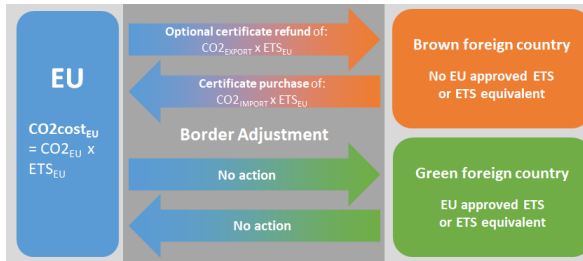 EU
CO2cost_EU
= CO2_EU x
ETS_EU
Optional certificate refund of:
CO2_EXPORT x ETS_EU
Certificate purchase of:
CO2_IMPORT x ETS_EU
Border Adjustment
No action
No action
Brown foreign country
No EU approved ETS
or ETS equivalent
Green foreign country
EU approved ETS
or ETS equivalent